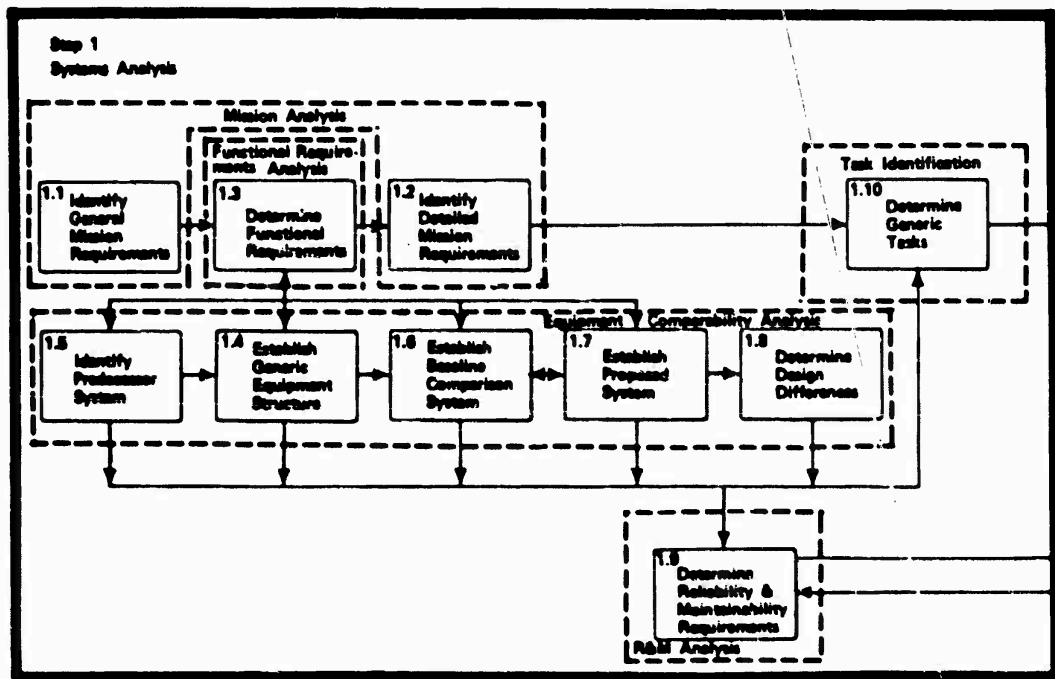 Step 1
Systems Analysis
Mission Analysis
Functional Require-
ments Analysis
1.1 Identify
General
Mission
Requirements
1.3
Determine
Functional
Requirements
1.2 Identify
Detailed
Mission
Requirements
Task Identification
1.10
Determine
Generic
Tasks
Equipment Comparability Analysis
1.5
Identify
Predecessor
System
1.4 Establish
Generic
Equipment
Structure
1.6 Establish
Baseline
Comparison
System
1.7
Establish
Proposed
System
1.8
Determine
Design
Differences
1.9
Determine
Reliability &
Maintainability
Requirements
R&M Analysis